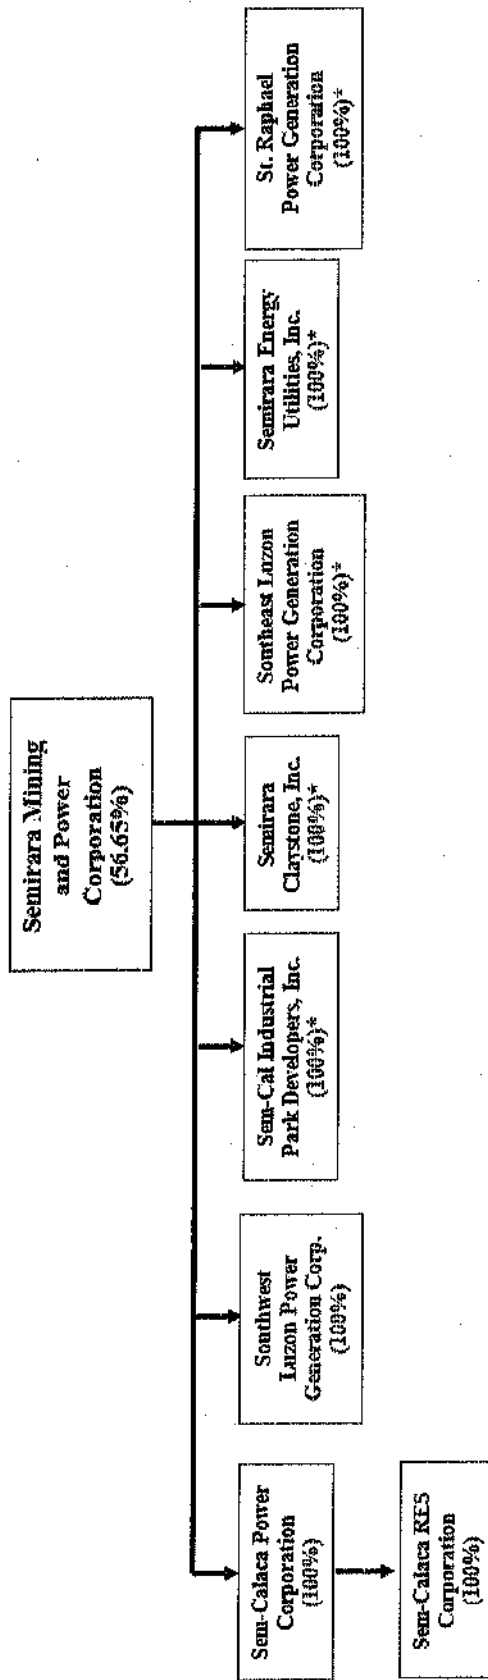 Semirara Mining
and Power
Corporation
(56.65%)
Sem-Calaca Power
Corporation
(100%)
Southwest
Luzon Power
Generation Corp.
(100%)
Sem-Cal Industrial
Park Developers, Inc.
(100%)*
Semirara
Claystone, Inc.
(100%)*
Southeast Luzon
Power Generation
Corporation
(100%)*
Semirara Energy
Utilities, Inc.
(100%)*
St. Raphael
Power Generation
Corporation
(100%)*
Sem-Calaca RES
Corporation
(100%)